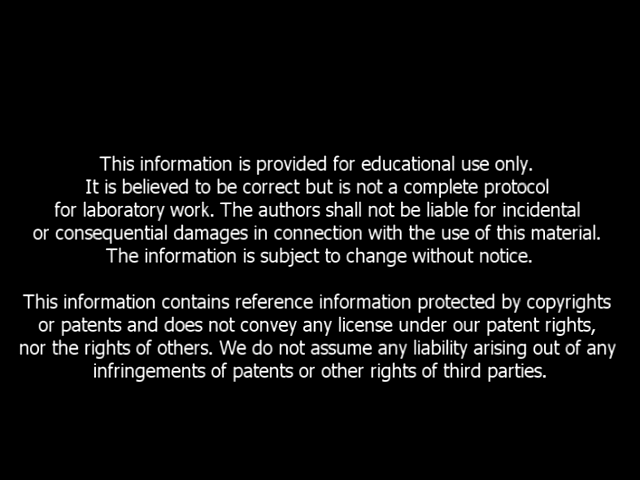 This information is provided for educational use only.
It is believed to be correct but is not a complete protocol
for laboratory work. The authors shall not be liable for incidental
or consequential damages in connection with the use of this material.
The information is subject to change without notice.
This information contains reference information protected by copyrights
or patents and does not convey any license under our patent rights,
nor the rights of others. We do not assume any liability arising out of any
infringements of patents or other rights of third parties.